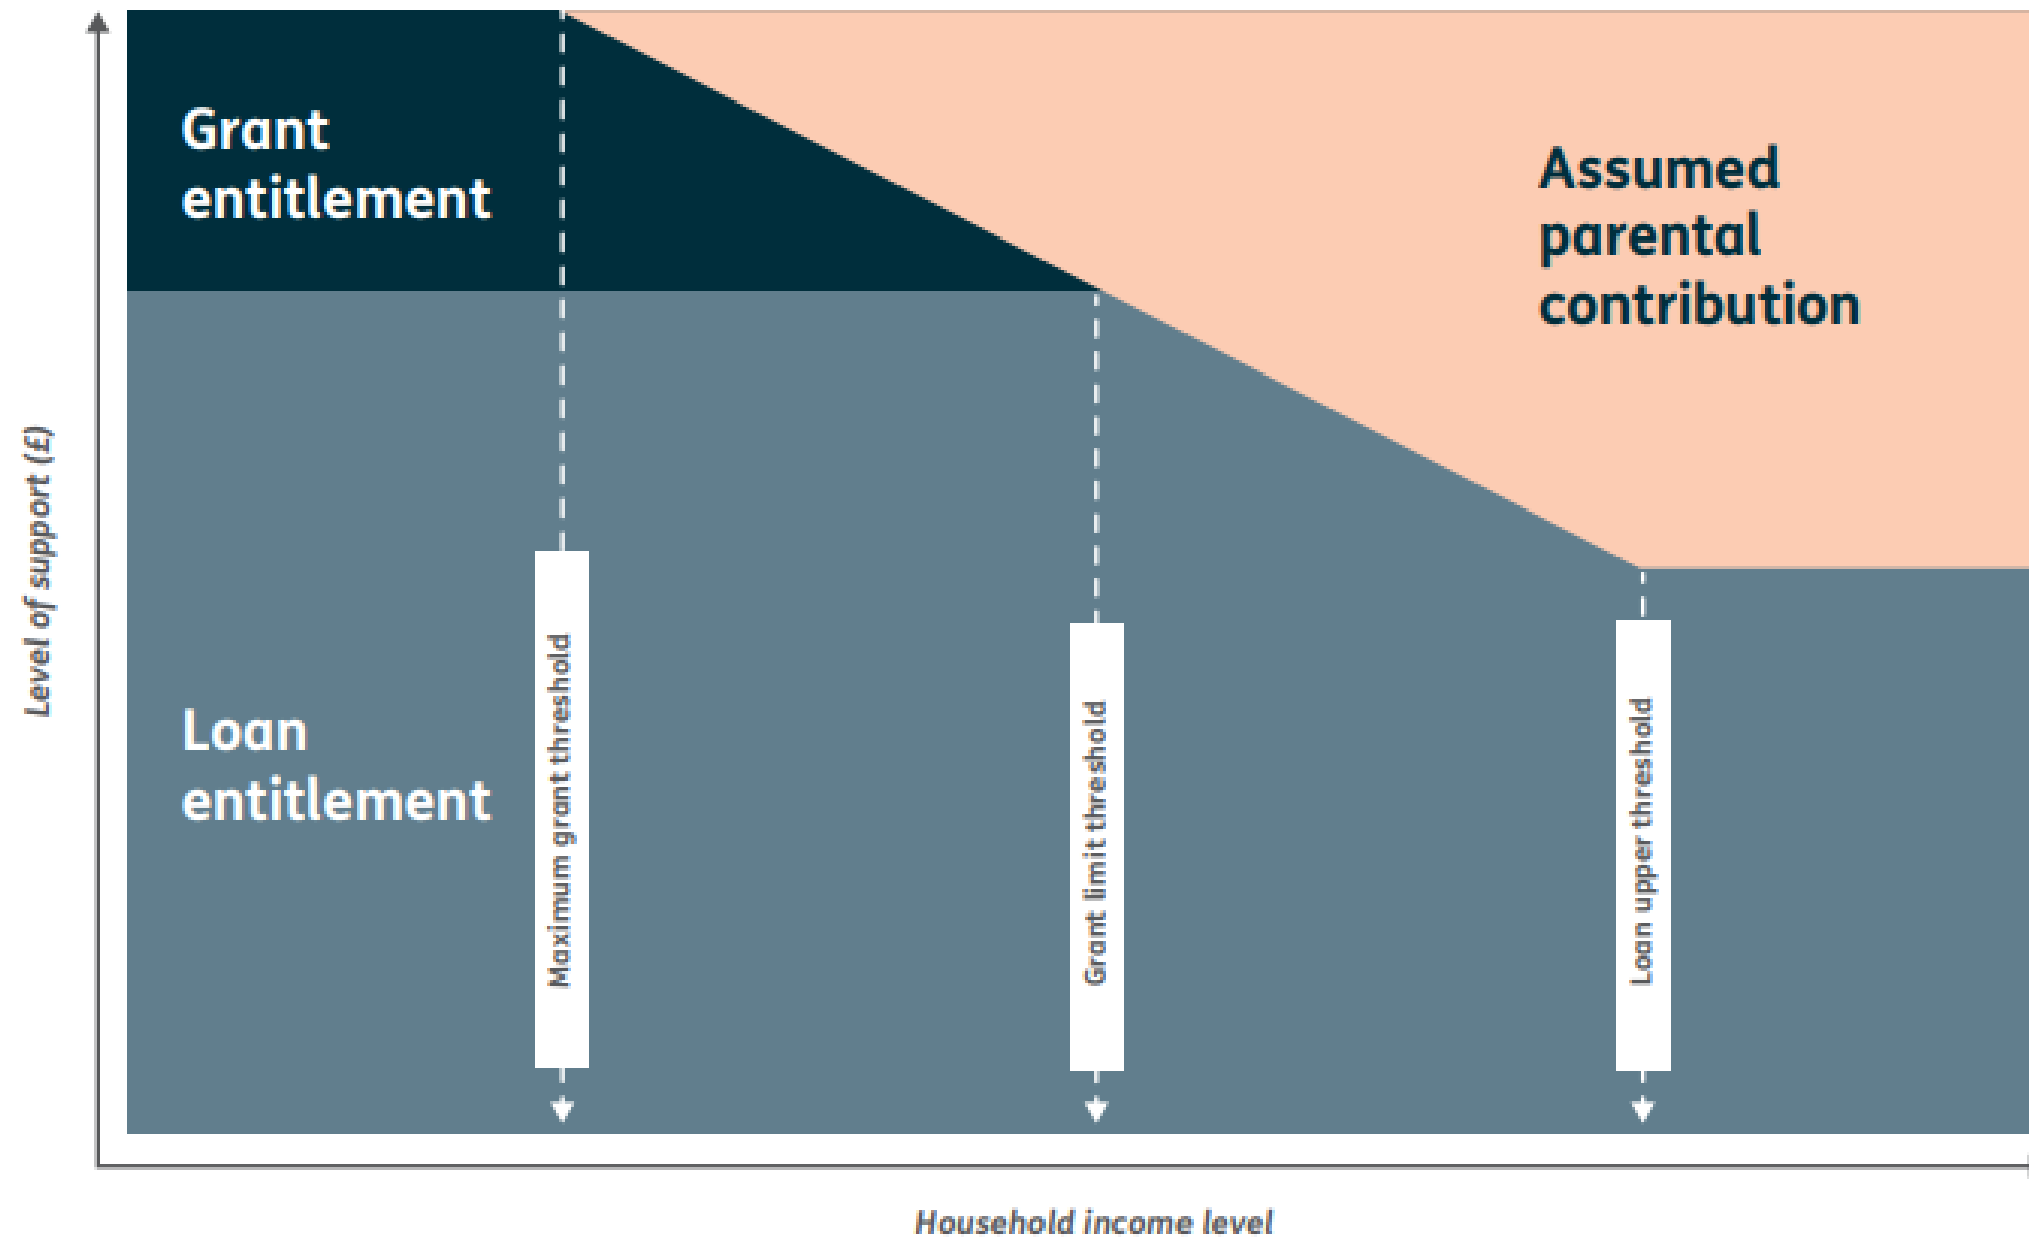 Grant
entitlement
Assumed
parental
contribution
Level of support (£)
Loan
entitlement
Maximum grant threshold
Grant limit threshold
Loan upper threshold
Household income level